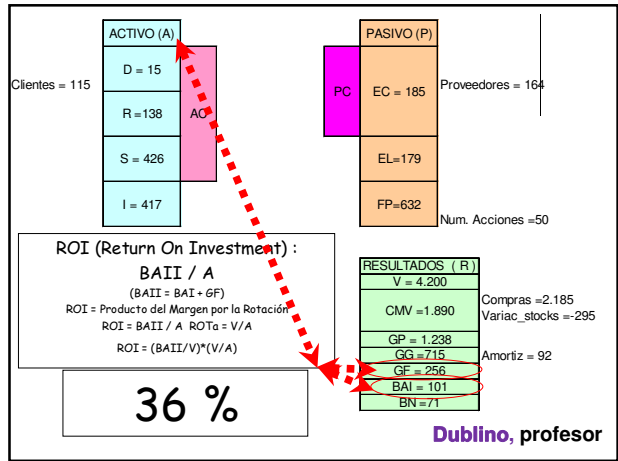 ACTIVO (A)
Clientes = 115
D = 15
R =138
AC
S = 426
I = 417
PASIVO (P)
PC
EC = 185
Proveedores = 164
EL=179
FP=632
Num. Acciones =50
ROI (Return On Investment) :
BAII / A
(BAII = BAI + GF)
ROI = Producto del Margen por la Rotación
ROI = BAII / A ROTa = V/A
ROI = (BAII/V)*(V/A)
36 %
RESULTADOS ( R )
V = 4.200
CMV =1.890
Compras =2.185
Variac_stocks =-295
GP = 1.238
GG =715
Amortiz = 92
GF = 256
BAI = 101
BN =71
Dublino, profesor